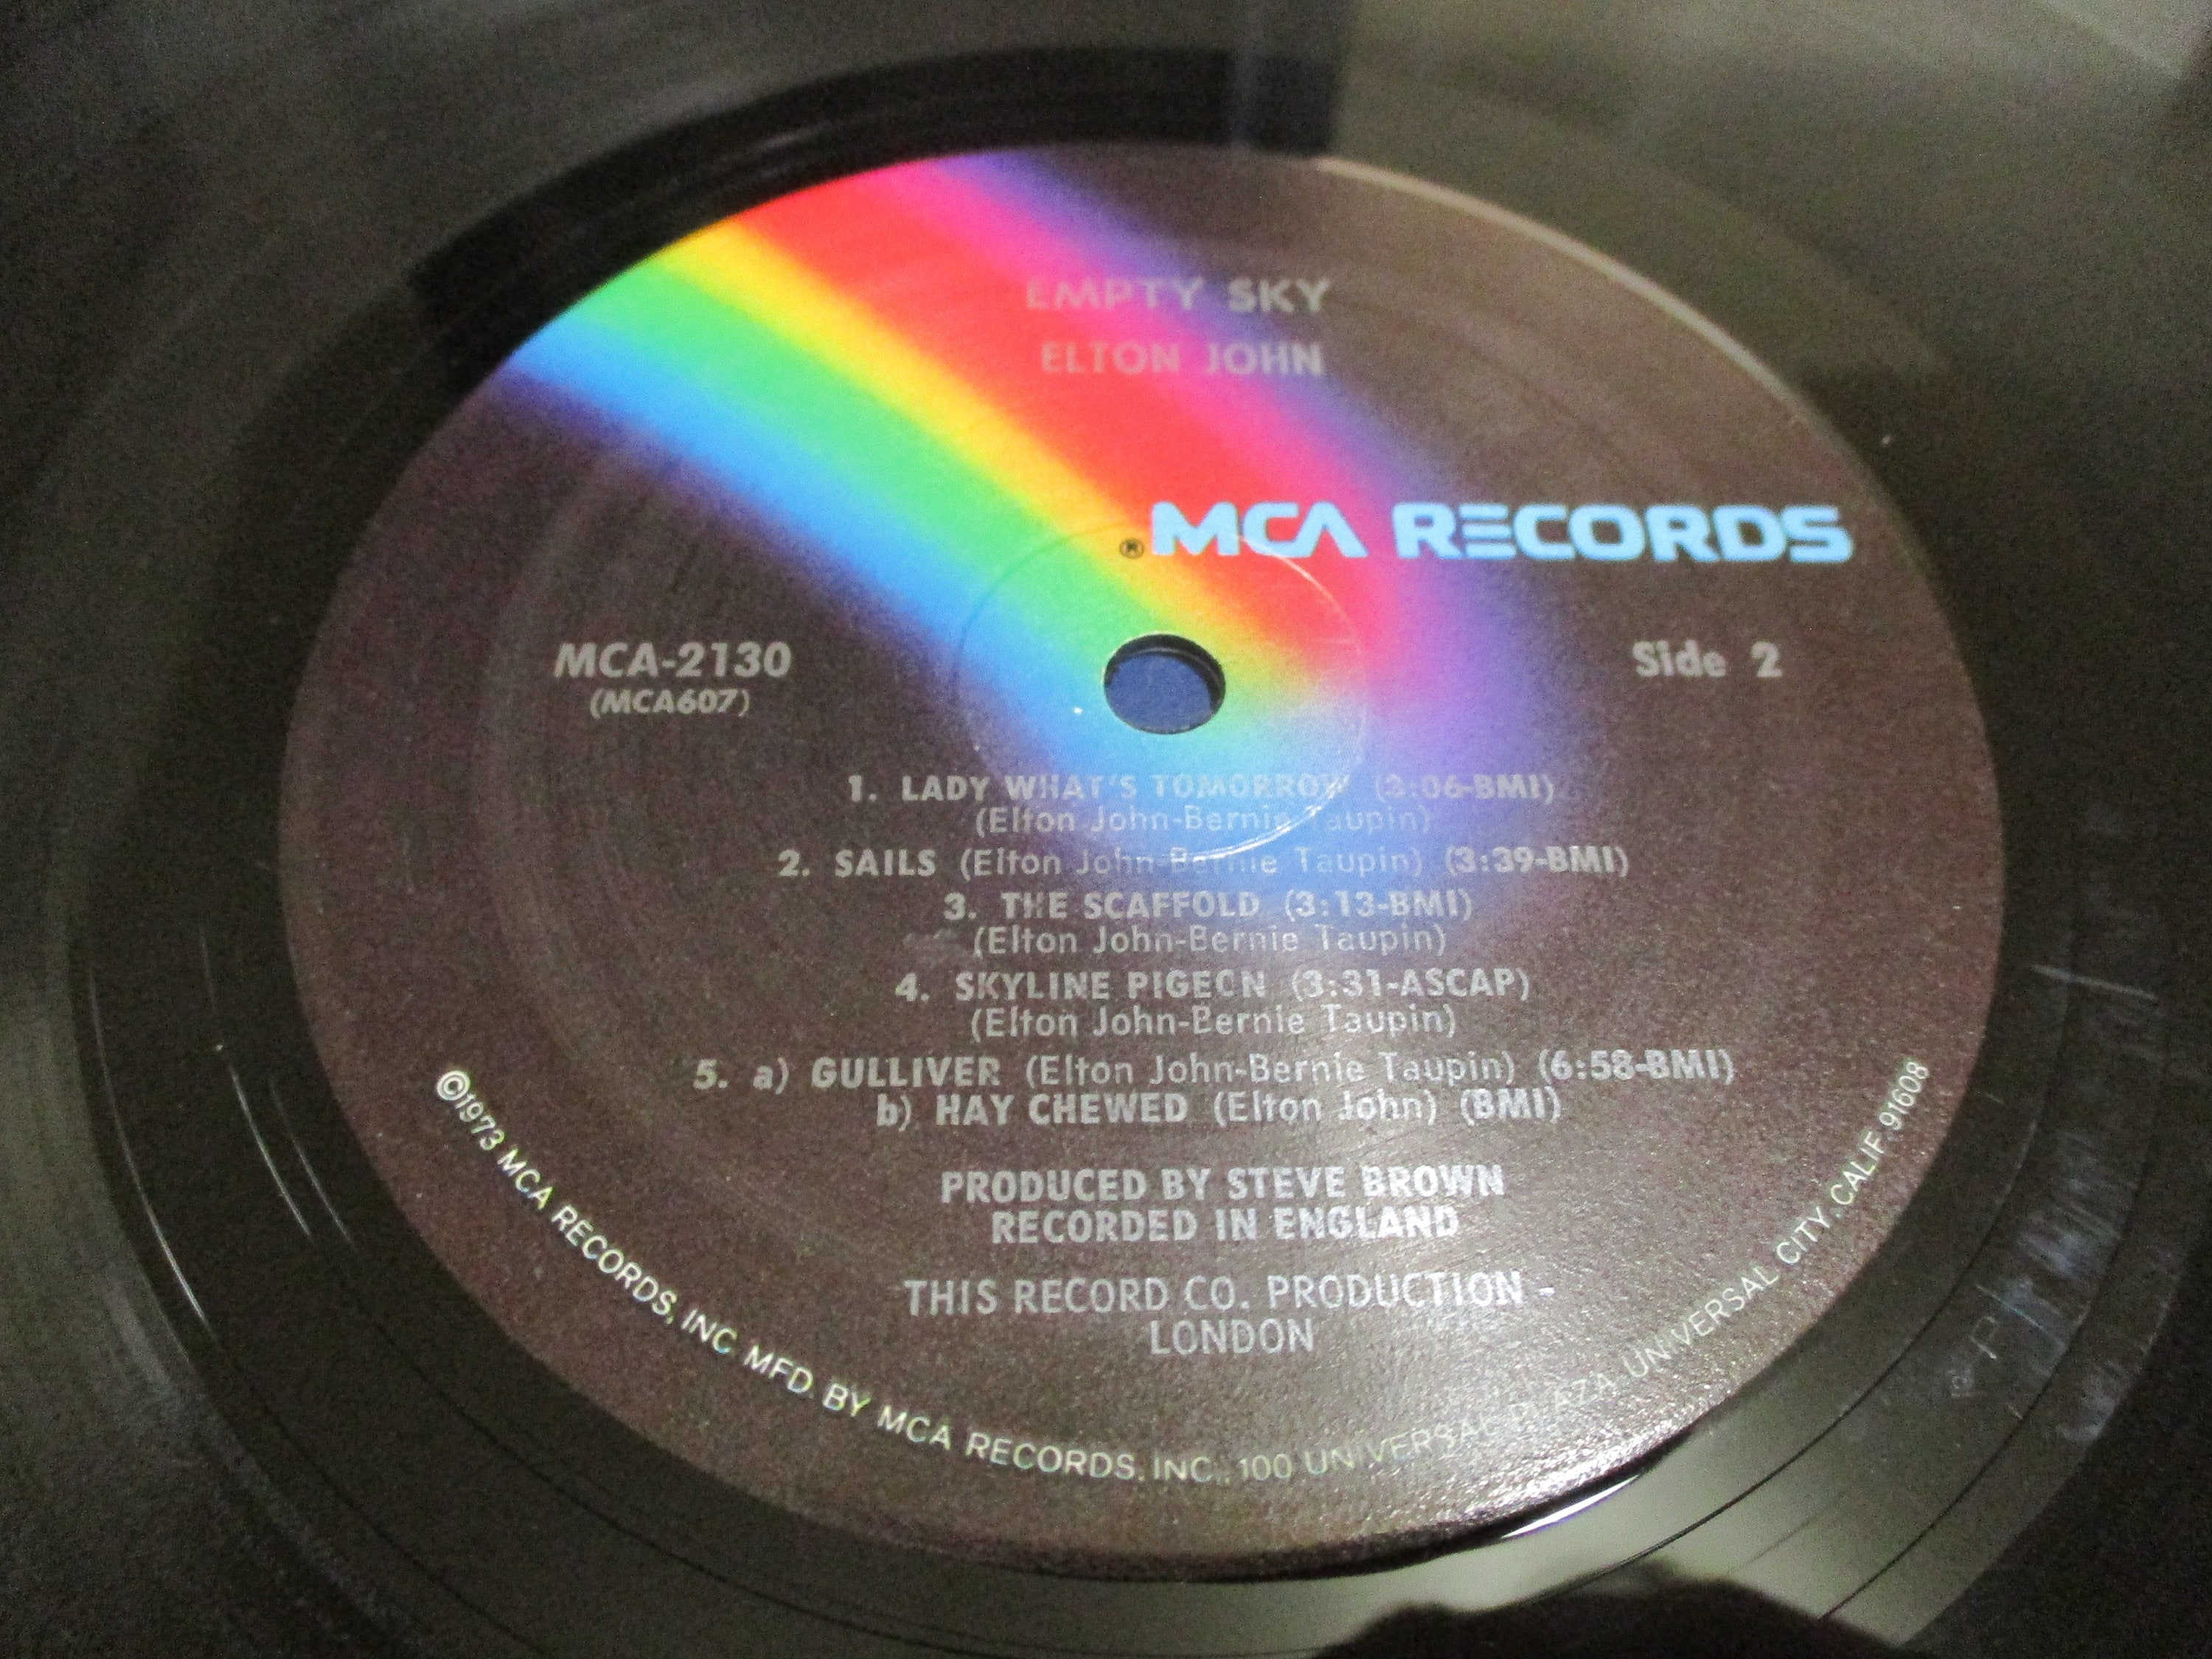 EMPTY SKY
ELTON JOHN
®MCA RECORDS
MCA-2130
(MCA607)
Side 2
1. LADY WHAT'S TOMORROW (3:06-BMI)
(Elton John-Bernie Taupin)
2. SAILS (Elton John-Bernie Taupin) (3:39-BMI)
3. THE SCAFFOLD (3:13-BMI)
(Elton John-Bernie Taupin)
4. SKYLINE PIGEON (3:31-ASCAP)
(Elton John-Bernie Taupin)
5. a) GULLIVER (Elton John-Bernie Taupin) (6:58-BMI)
b) HAY CHEWED (Elton John) (BMI)
PRODUCED BY STEVE BROWN
RECORDED IN ENGLAND
THIS RECORD CO. PRODUCTION -
LONDON
©1973 MCA RECORDS, INC MFD BY MCA RECORDS, INC., 100 UNIVERSAL PLAZA, UNIVERSAL CITY, CALIF. 91608